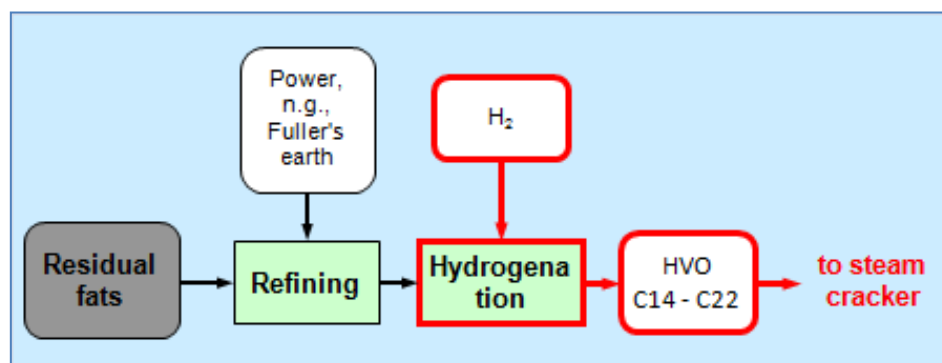 Power,
n.g.,
Fuller's
earth
H₂
Residual
fats
Refining
Hydrogena
tion
HVO
C14 - C22
to steam
cracker